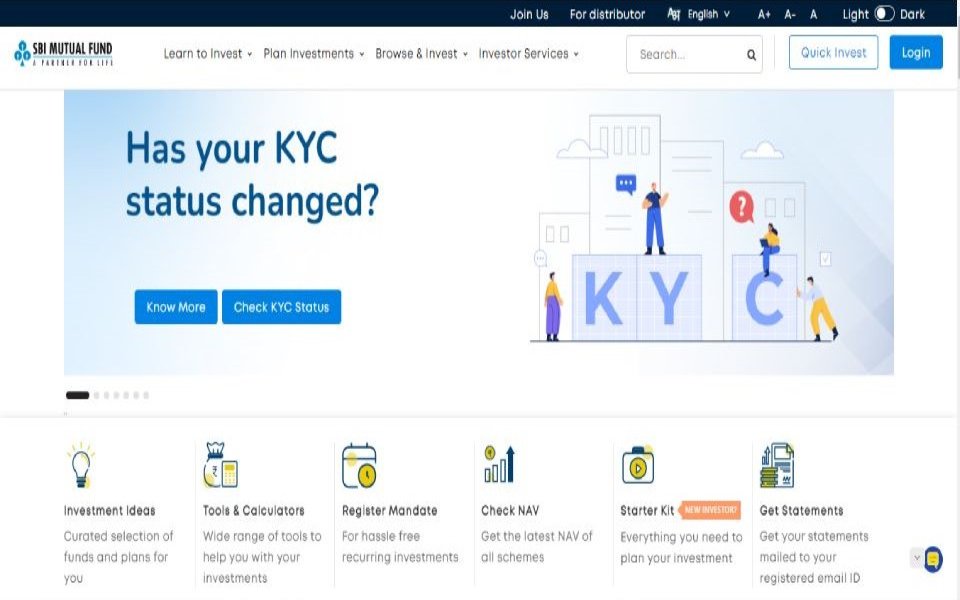 Join Us For distributor English A+ A- A Light Dark
SBI MUTUAL FUND
A PARTNER FOR LIFE
Learn to Invest Plan Investments Browse & Invest Investor Services Search... Quick Invest Login
Has your KYC
status changed?
?
K Y C
Know More Check KYC Status
Investment Ideas
Curated selection of
funds and plans for
you
Tools & Calculators
Wide range of tools to
help you with your
investments
Register Mandate
For hassle free
recurring investments
Check NAV
Get the latest NAV of
all schemes
Starter Kit NEW INVESTOR?
Everything you need to
plan your investment
Get Statements
Get your statements
mailed to your
registered email ID